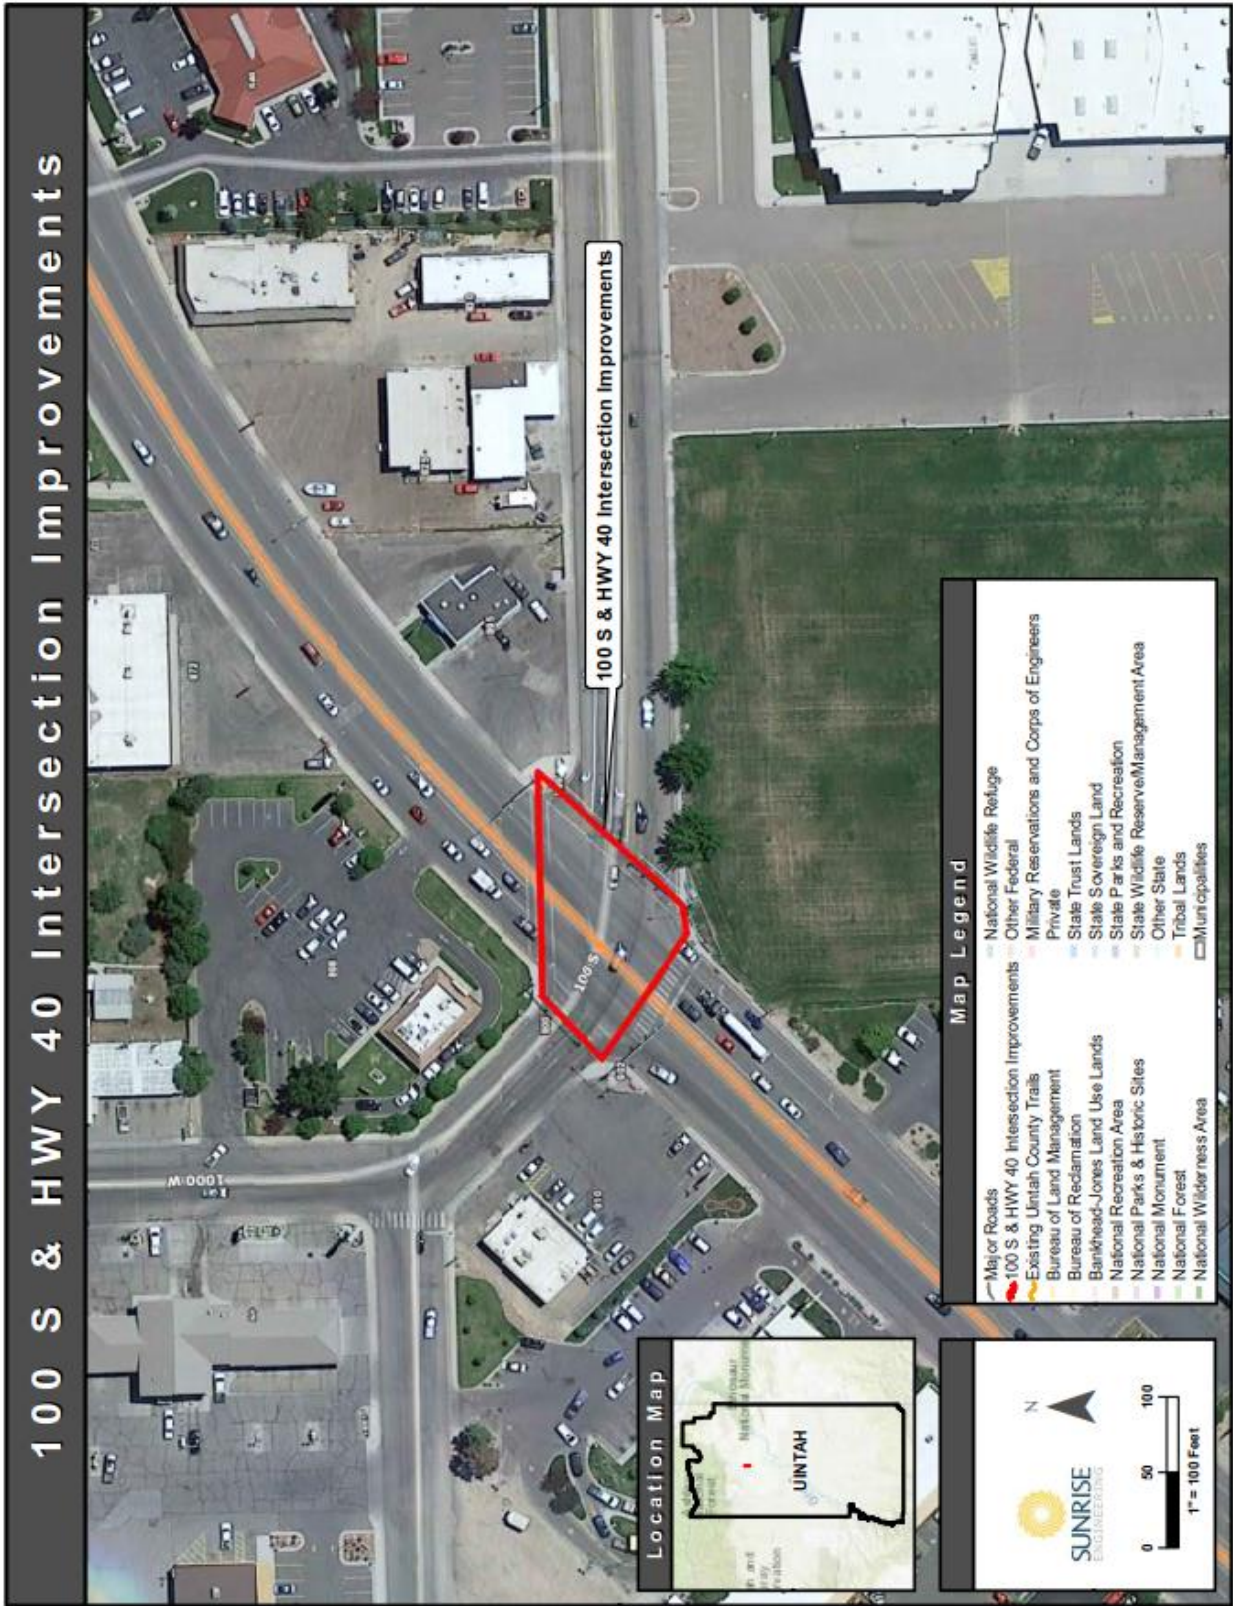 100 S & HWY 40 Intersection Improvements
1000 W
100 S
100 S & HWY 40 Intersection Improvements
Location Map
UINTAH
Dinosaur
National Monument
SUNRISE
ENGINEERING
N
0 50 100
1" = 100 Feet
Map Legend
Major Roads
100 S & HWY 40 Intersection Improvements
Existing Uintah County Trails
Bureau of Land Management
Bureau of Reclamation
Bankhead-Jones Land Use Lands
National Recreation Area
National Parks & Historic Sites
National Monument
National Forest
National Wilderness Area
National Wildlife Refuge
Other Federal
Military Reservations and Corps of Engineers
Private
State Trust Lands
State Sovereign Land
State Parks and Recreation
State Wildlife Reserve/Management Area
Other State
Tribal Lands
Municipalities